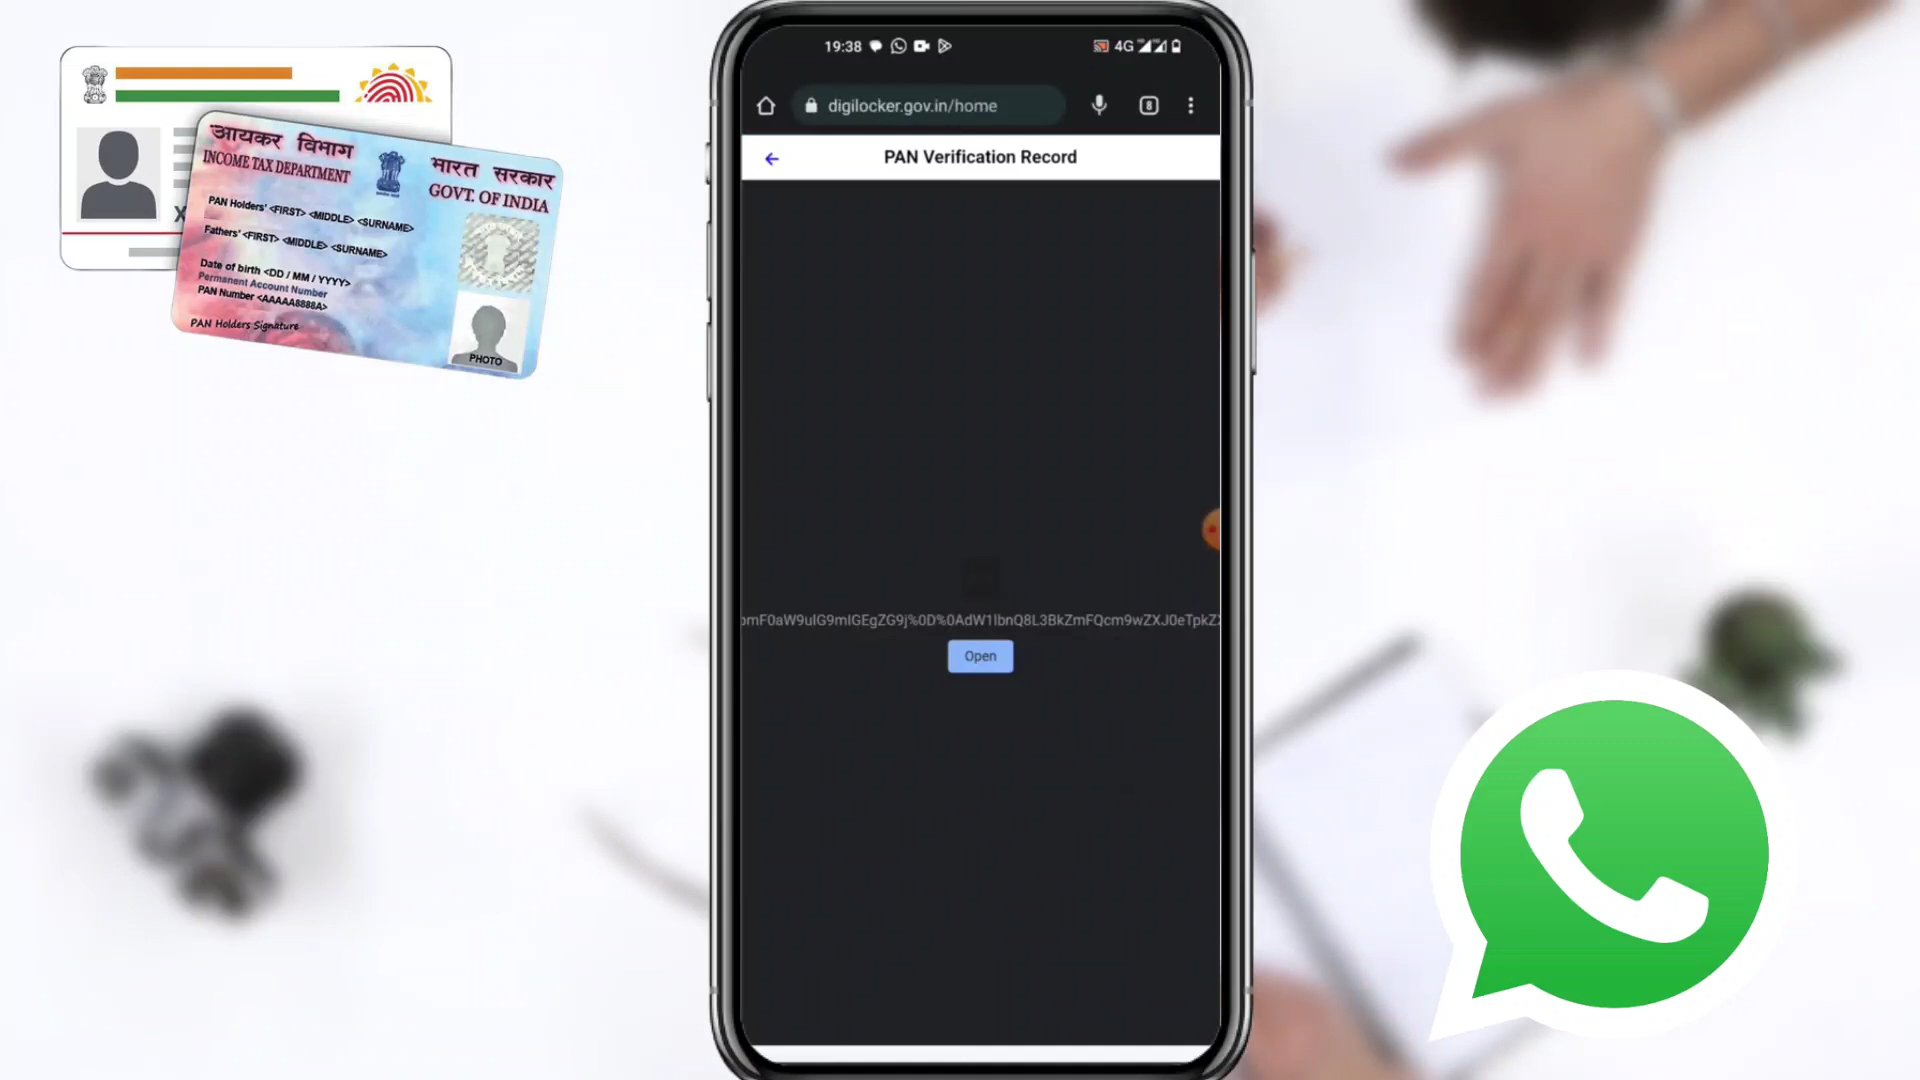 आयकर विभाग
INCOME TAX DEPARTMENT
भारत सरकार
GOVT. OF INDIA
PAN Holders' <FIRST> <MIDDLE> <SURNAME>
Fathers' <FIRST> <MIDDLE> <SURNAME>
Date of birth <DD / MM / YYYY>
Permanent Account Number
PAN Number <AAAAA8888A>
PAN Holders Signature
PHOTO
X
19:38
4G
digilocker.gov.in/home
8
PAN Verification Record
omF0aW9uIG9mIGEgZG9j%0D%0AdW1lbnQ8L3BkZmFQcm9wZXJ0eTpkZ
Open